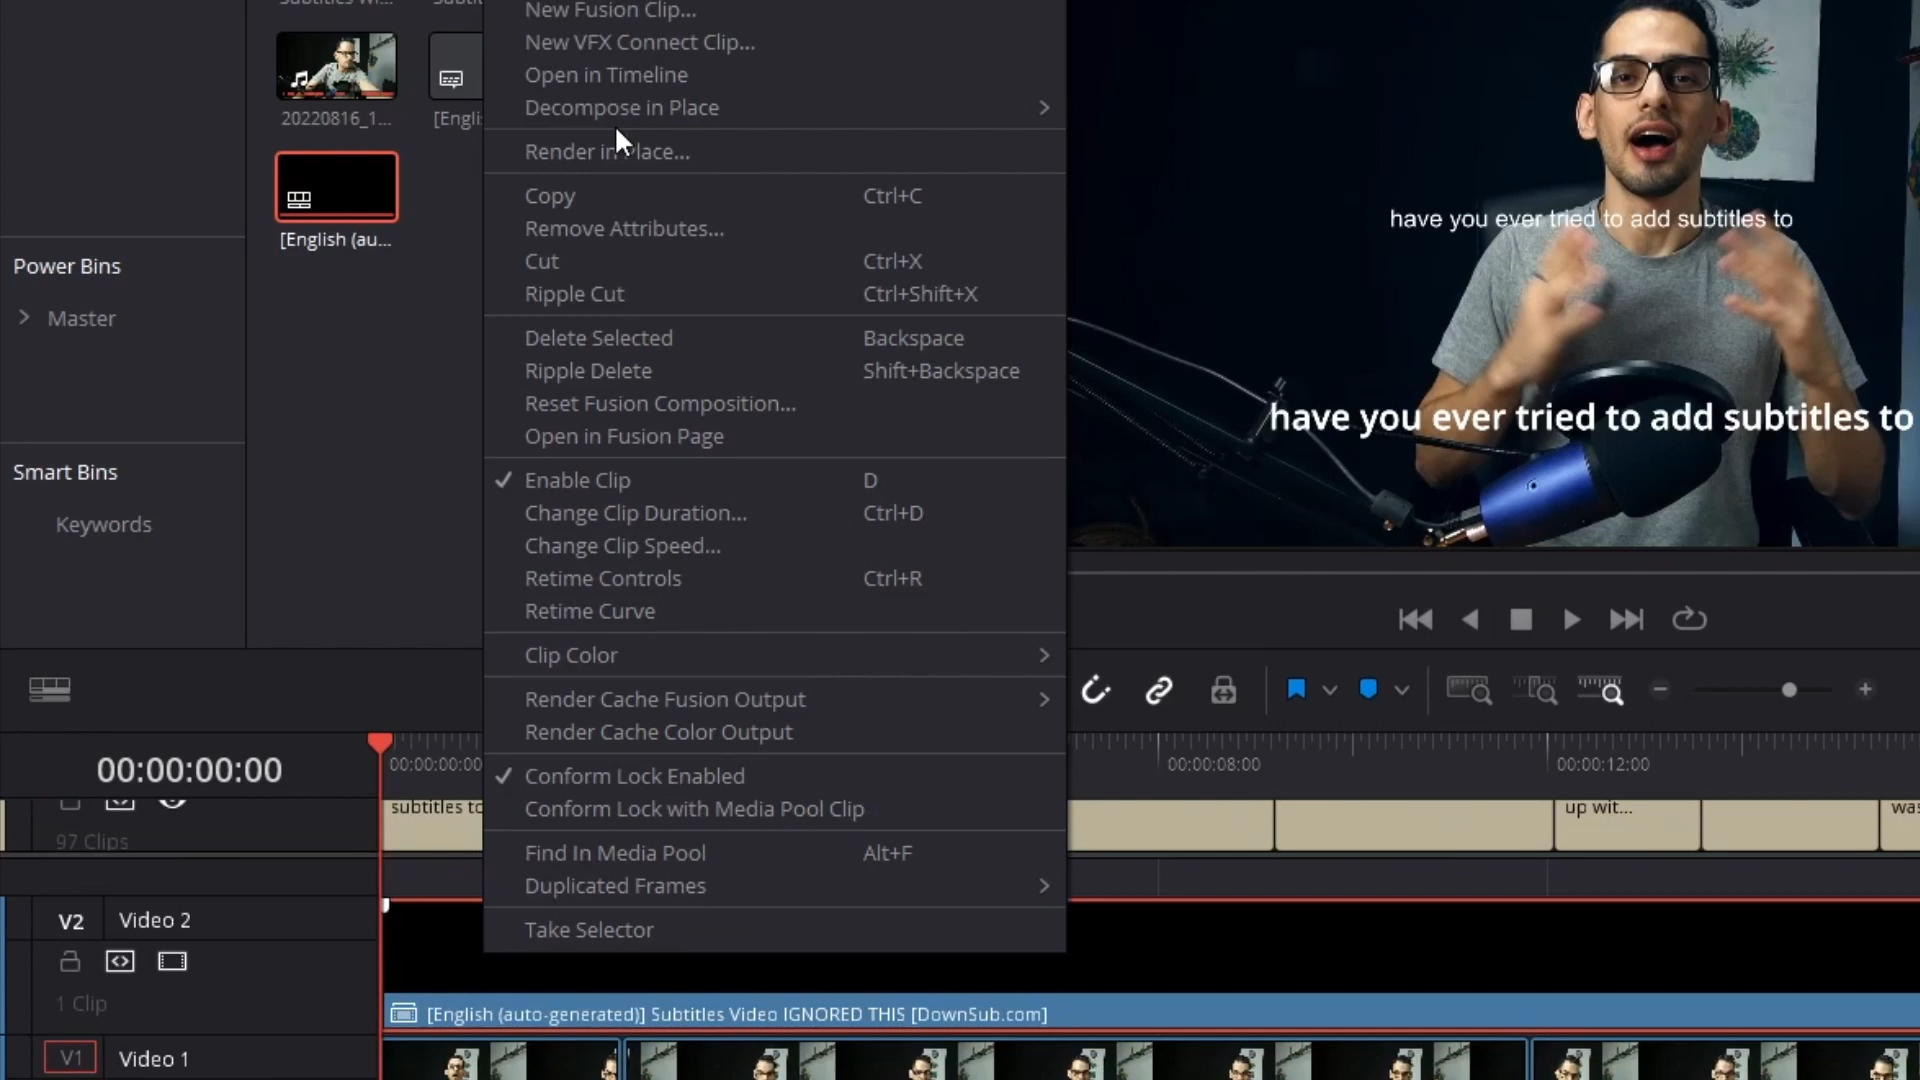 New Fusion Clip...
New VFX Connect Clip...
Open in Timeline
20220816_1...
[Engli
Decompose in Place
Render in Place...
[English (au...
Copy Ctrl+C
Remove Attributes...
Cut Ctrl+X
Ripple Cut Ctrl+Shift+X
Delete Selected Backspace
Ripple Delete Shift+Backspace
Reset Fusion Composition...
Open in Fusion Page
Enable Clip D
Change Clip Duration... Ctrl+D
Change Clip Speed...
Retime Controls Ctrl+R
Retime Curve
Clip Color
Render Cache Fusion Output
Render Cache Color Output
Conform Lock Enabled
Conform Lock with Media Pool Clip
Find In Media Pool Alt+F
Duplicated Frames
Take Selector
Power Bins
Master
Smart Bins
Keywords
have you ever tried to add subtitles to
have you ever tried to add subtitles to
00:00:00:00
00:00:00:00
00:00:08:00
00:00:12:00
subtitles to
up wit...
was
97 Clips
V2 Video 2
1 Clip
[English (auto-generated)] Subtitles Video IGNORED THIS [DownSub.com]
V1 Video 1